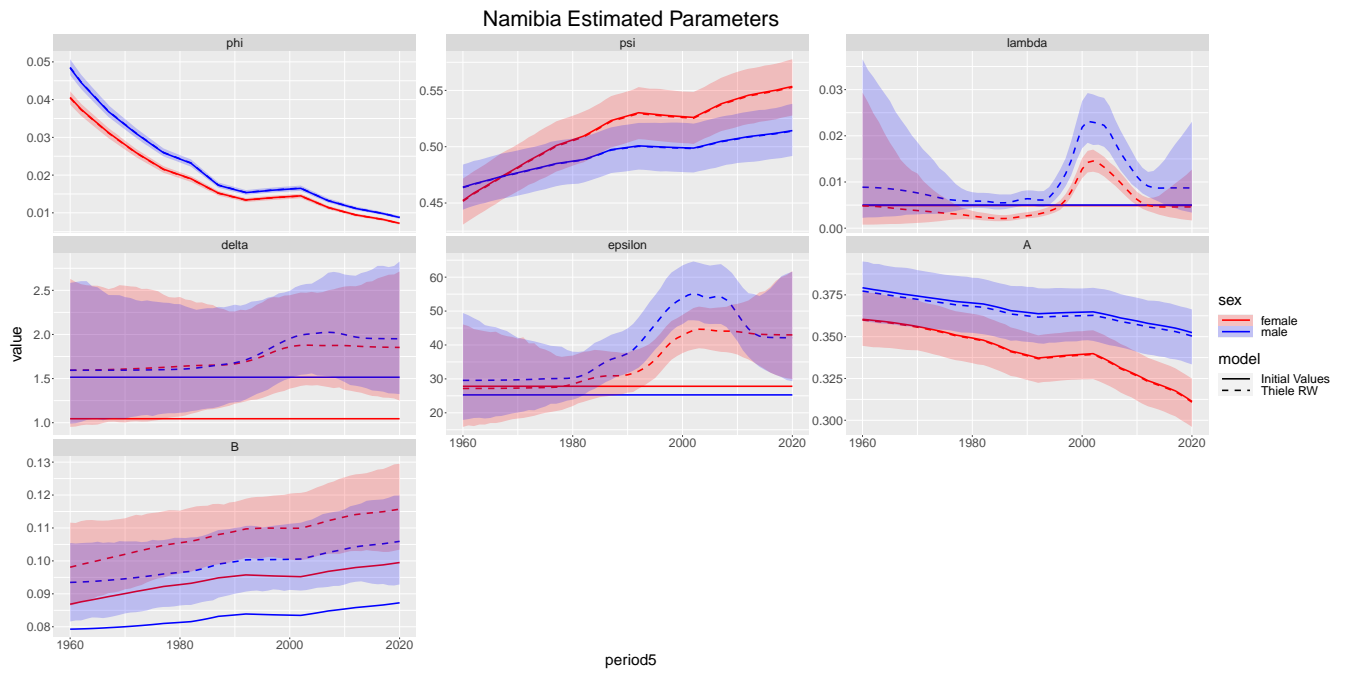 Namibia Estimated Parameters
phi
psi
lambda
0.05
0.04
0.03
0.02
0.01
0.55
0.50
0.45
0.03
0.02
0.01
0.00
delta
epsilon
A
2.5
2.0
1.5
1.0
60
50
40
30
20
1960
1980
2000
2020
0.375
0.350
0.325
0.300
1960
1980
2000
2020
B
0.13
0.12
0.11
0.10
0.09
0.08
1960
1980
2000
2020
value
period5
sex
female
male
model
Initial Values
Thiele RW